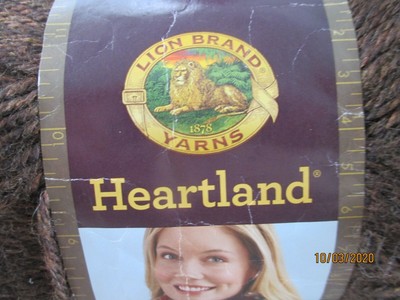 LION BRAND
1878
YARNS
Heartland®
10/03/2020